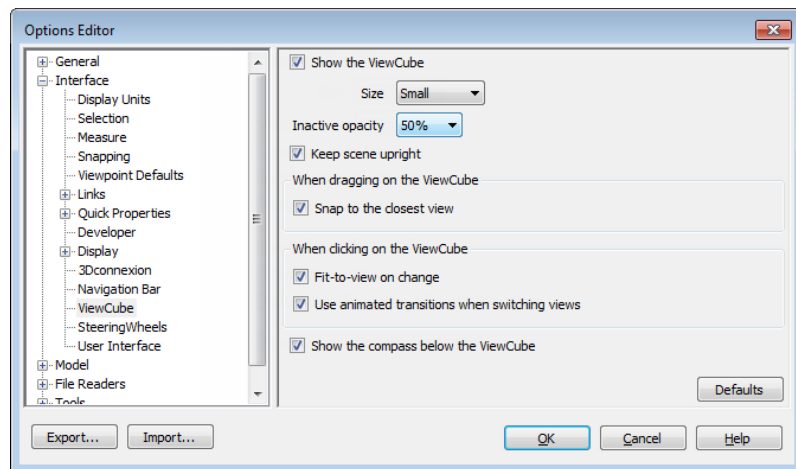 Options Editor
General
Interface
Display Units
Selection
Measure
Snapping
Viewpoint Defaults
Links
Quick Properties
Developer
Display
3Dconnexion
Navigation Bar
ViewCube
SteeringWheels
User Interface
Model
File Readers
Tools
Show the ViewCube
Size Small
Inactive opacity 50%
Keep scene upright
When dragging on the ViewCube
Snap to the closest view
When clicking on the ViewCube
Fit-to-view on change
Use animated transitions when switching views
Show the compass below the ViewCube
Defaults
Export... Import... OK Cancel Help